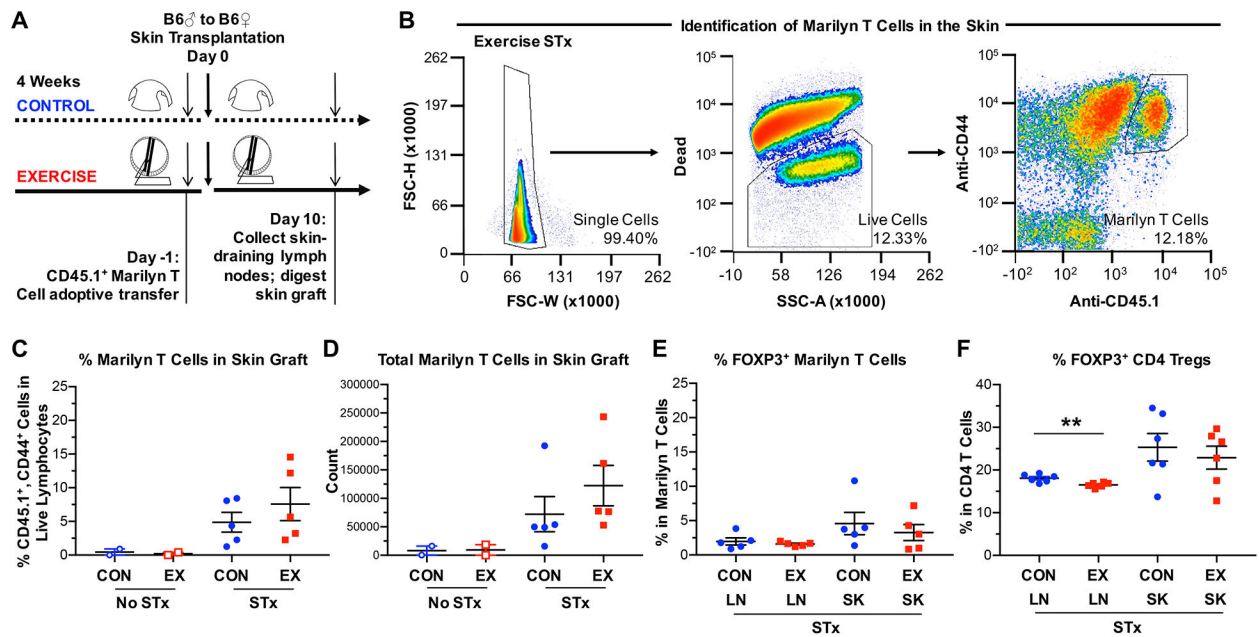 A
B6♂ to B6♀
Skin Transplantation
Day 0
4 Weeks
CONTROL
EXERCISE
Day -1:
CD45.1⁺ Marilyn T
Cell adoptive transfer
Day 10:
Collect skin-
draining lymph
nodes; digest
skin graft
B
Identification of Marilyn T Cells in the Skin
Exercise STx
FSC-H (x1000)
262
197
131
66
0
Single Cells
99.40%
0 66 131 197 262
FSC-W (x1000)
Dead
10⁵
10⁴
10³
10²
-10²
Live Cells
12.33%
-10 58 126 194 262
SSC-A (x1000)
Anti-CD44
10⁵
10⁴
10³
10²
-10²
Marilyn T Cells
12.18%
-10² 10² 10³ 10⁴ 10⁵
Anti-CD45.1
C
% Marilyn T Cells in Skin Graft
% CD45.1⁺, CD44⁺ Cells in
Live Lymphocytes
25
20
15
10
5
0
CON EX CON EX
No STx STx
D
Total Marilyn T Cells in Skin Graft
Count
300000
250000
200000
150000
100000
50000
0
CON EX CON EX
No STx STx
E
% FOXP3⁺ Marilyn T Cells
% in Marilyn T Cells
25
20
15
10
5
0
CON EX CON EX
LN LN SK SK
STx
F
% FOXP3⁺ CD4 Tregs
% in CD4 T Cells
40
30
20
10
0
**
CON EX CON EX
LN LN SK SK
STx